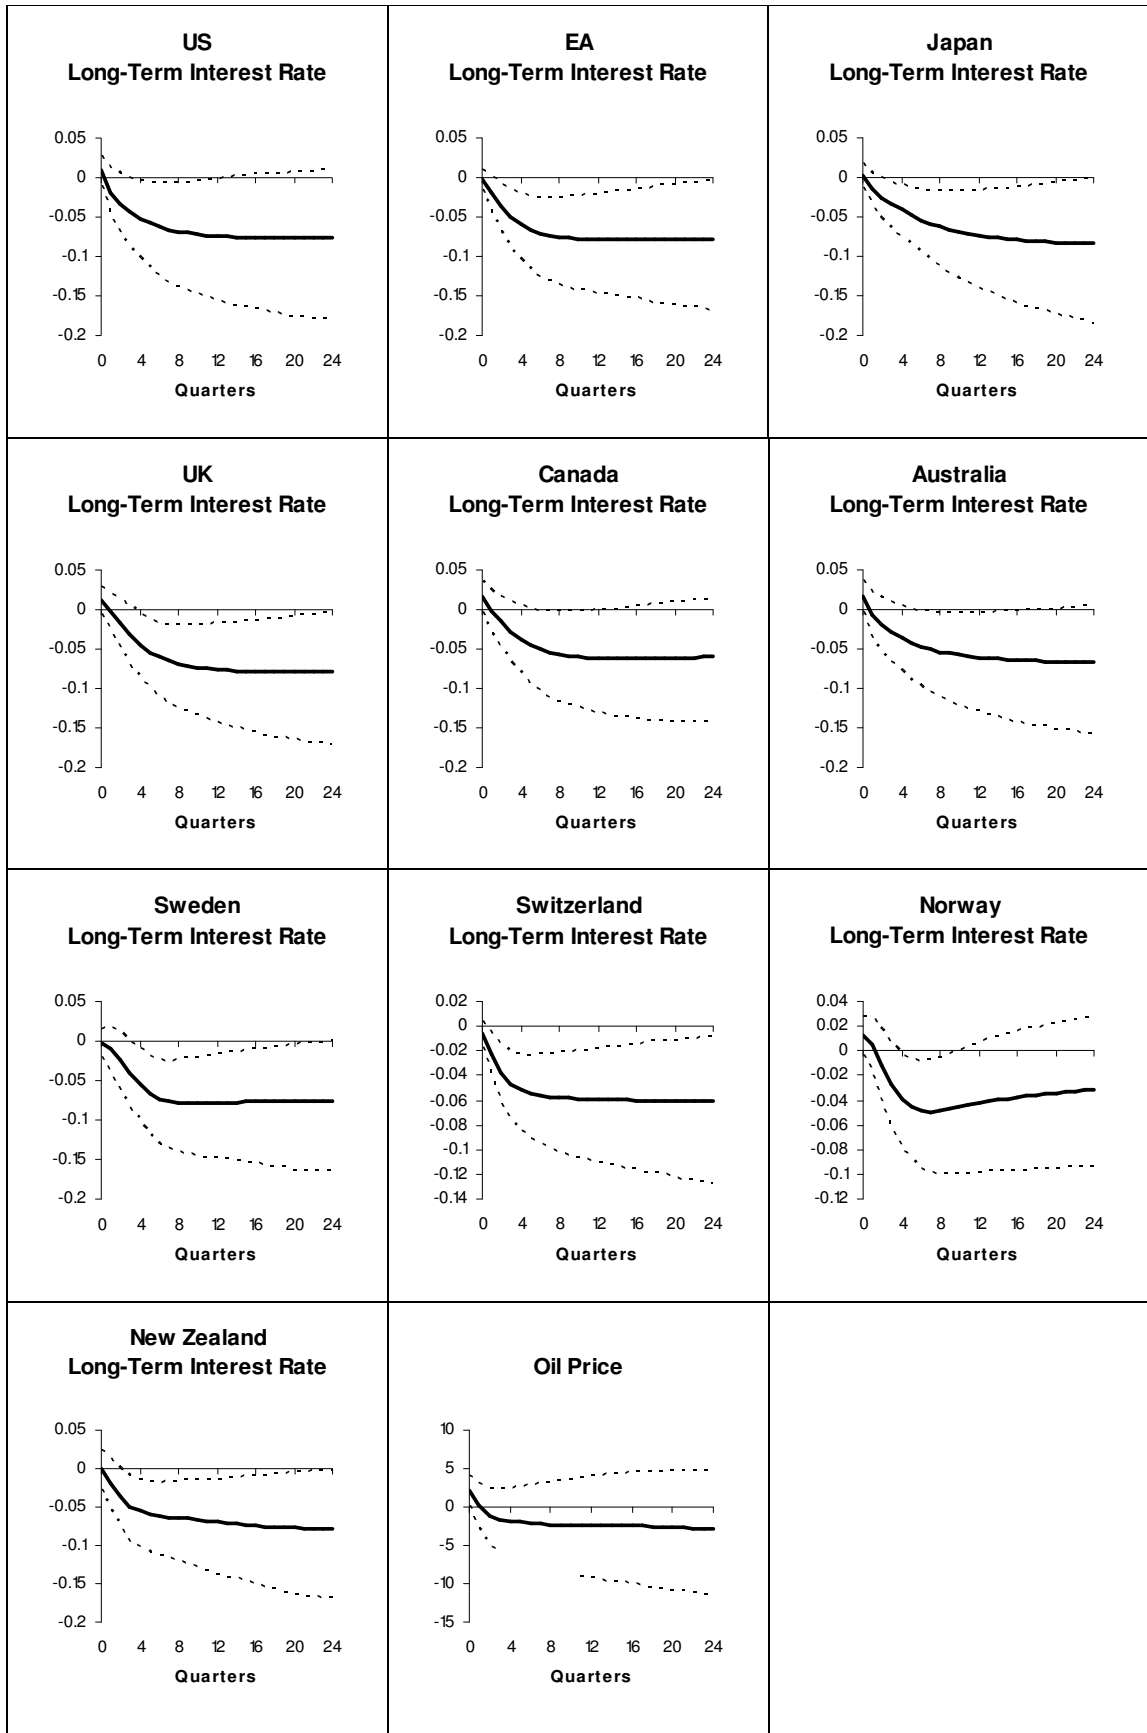 US
Long-Term Interest Rate
0.05
0
-0.05
-0.1
-0.15
-0.2
0 4 8 12 16 20 24
Quarters
EA
Long-Term Interest Rate
0.05
0
-0.05
-0.1
-0.15
-0.2
0 4 8 12 16 20 24
Quarters
Japan
Long-Term Interest Rate
0.05
0
-0.05
-0.1
-0.15
-0.2
0 4 8 12 16 20 24
Quarters
UK
Long-Term Interest Rate
0.05
0
-0.05
-0.1
-0.15
-0.2
0 4 8 12 16 20 24
Quarters
Canada
Long-Term Interest Rate
0.05
0
-0.05
-0.1
-0.15
-0.2
0 4 8 12 16 20 24
Quarters
Australia
Long-Term Interest Rate
0.05
0
-0.05
-0.1
-0.15
-0.2
0 4 8 12 16 20 24
Quarters
Sweden
Long-Term Interest Rate
0.05
0
-0.05
-0.1
-0.15
-0.2
0 4 8 12 16 20 24
Quarters
Switzerland
Long-Term Interest Rate
0.02
0
-0.02
-0.04
-0.06
-0.08
-0.1
-0.12
-0.14
0 4 8 12 16 20 24
Quarters
Norway
Long-Term Interest Rate
0.04
0.02
0
-0.02
-0.04
-0.06
-0.08
-0.1
-0.12
0 4 8 12 16 20 24
Quarters
New Zealand
Long-Term Interest Rate
0.05
0
-0.05
-0.1
-0.15
-0.2
0 4 8 12 16 20 24
Quarters
Oil Price
10
5
0
-5
-10
-15
0 4 8 12 16 20 24
Quarters